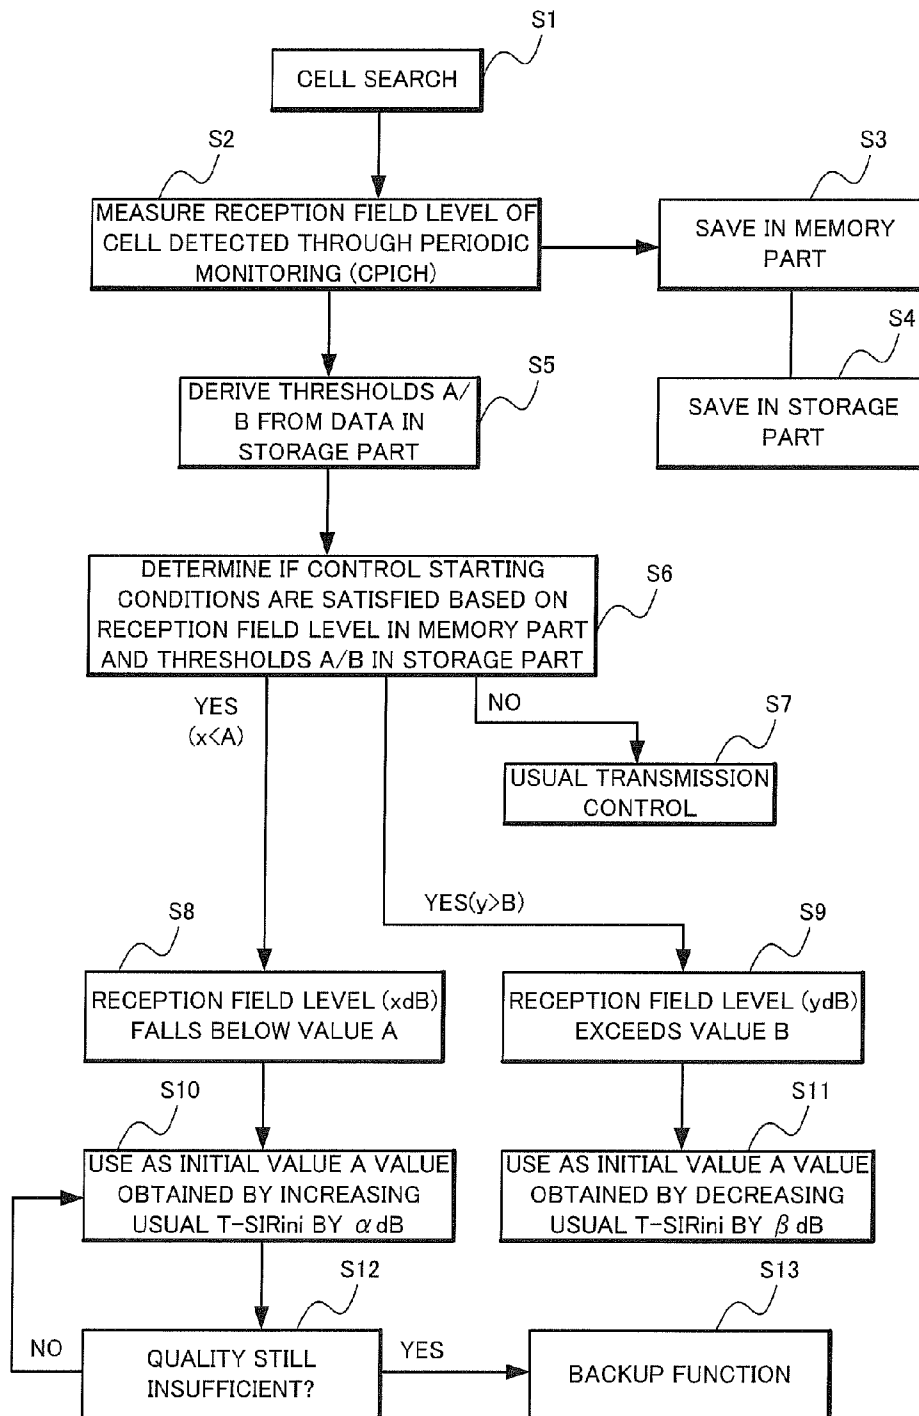 S1
CELL SEARCH
S2
MEASURE RECEPTION FIELD LEVEL OF
CELL DETECTED THROUGH PERIODIC
MONITORING (CPICH)
S3
SAVE IN MEMORY
PART
S4
SAVE IN STORAGE
PART
S5
DERIVE THRESHOLDS A/
B FROM DATA IN
STORAGE PART
S6
DETERMINE IF CONTROL STARTING
CONDITIONS ARE SATISFIED BASED ON
RECEPTION FIELD LEVEL IN MEMORY PART
AND THRESHOLDS A/B IN STORAGE PART
YES
(x<A)
NO
S7
USUAL TRANSMISSION
CONTROL
YES(y>B)
S8
RECEPTION FIELD LEVEL (xdB)
FALLS BELOW VALUE A
S9
RECEPTION FIELD LEVEL (ydB)
EXCEEDS VALUE B
S10
USE AS INITIAL VALUE A VALUE
OBTAINED BY INCREASING
USUAL T-SIRini BY α dB
S11
USE AS INITIAL VALUE A VALUE
OBTAINED BY DECREASING
USUAL T-SIRini BY β dB
S12
NO
QUALITY STILL
INSUFFICIENT?
YES
S13
BACKUP FUNCTION